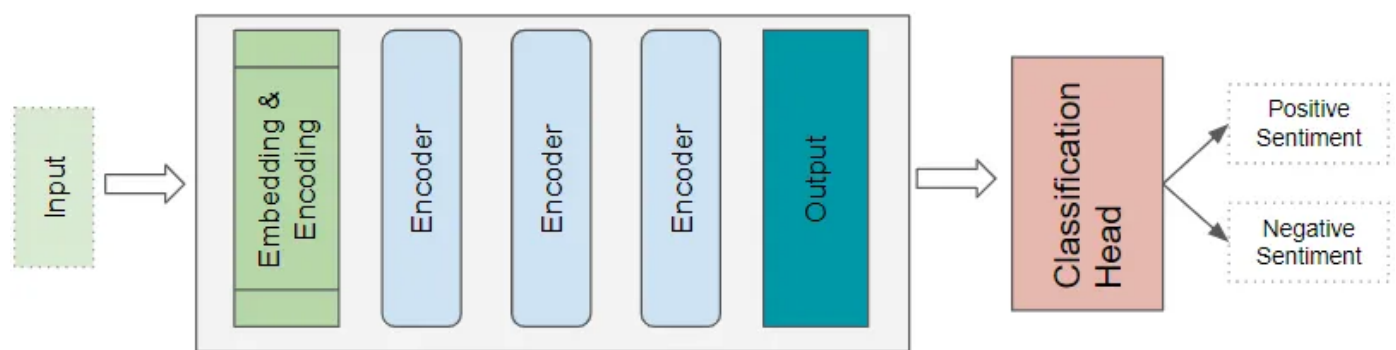 Input
Embedding &
Encoding
Encoder
Encoder
Encoder
Output
Classification
Head
Positive
Sentiment
Negative
Sentiment